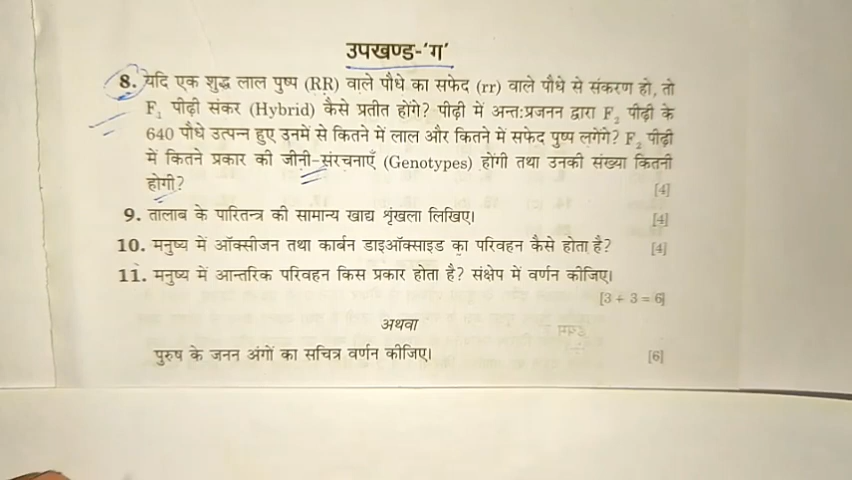 उपखण्ड-'ग'
8. यदि एक शुद्ध लाल पुष्प (RR) वाले पौधे का सफेद (rr) वाले पौधे से संकरण हो, तो
F₁ पीढ़ी संकर (Hybrid) कैसे प्रतीत होंगे? पीढ़ी में अन्त:प्रजनन द्वारा F₂ पीढ़ी के
640 पौधे उत्पन्न हुए उनमें से कितने में लाल और कितने में सफेद पुष्प लगेंगे? F₂ पीढ़ी
में कितने प्रकार की जीनी-संरचनाएँ (Genotypes) होंगी तथा उनकी संख्या कितनी
होगी? [4]
9. तालाब के पारितन्त्र की सामान्य खाद्य शृंखला लिखिए। [4]
10. मनुष्य में ऑक्सीजन तथा कार्बन डाइऑक्साइड का परिवहन कैसे होता है? [4]
11. मनुष्य में आन्तरिक परिवहन किस प्रकार होता है? संक्षेप में वर्णन कीजिए।
[3 + 3 = 6]
अथवा
पुरुष के जनन अंगों का सचित्र वर्णन कीजिए। [6]